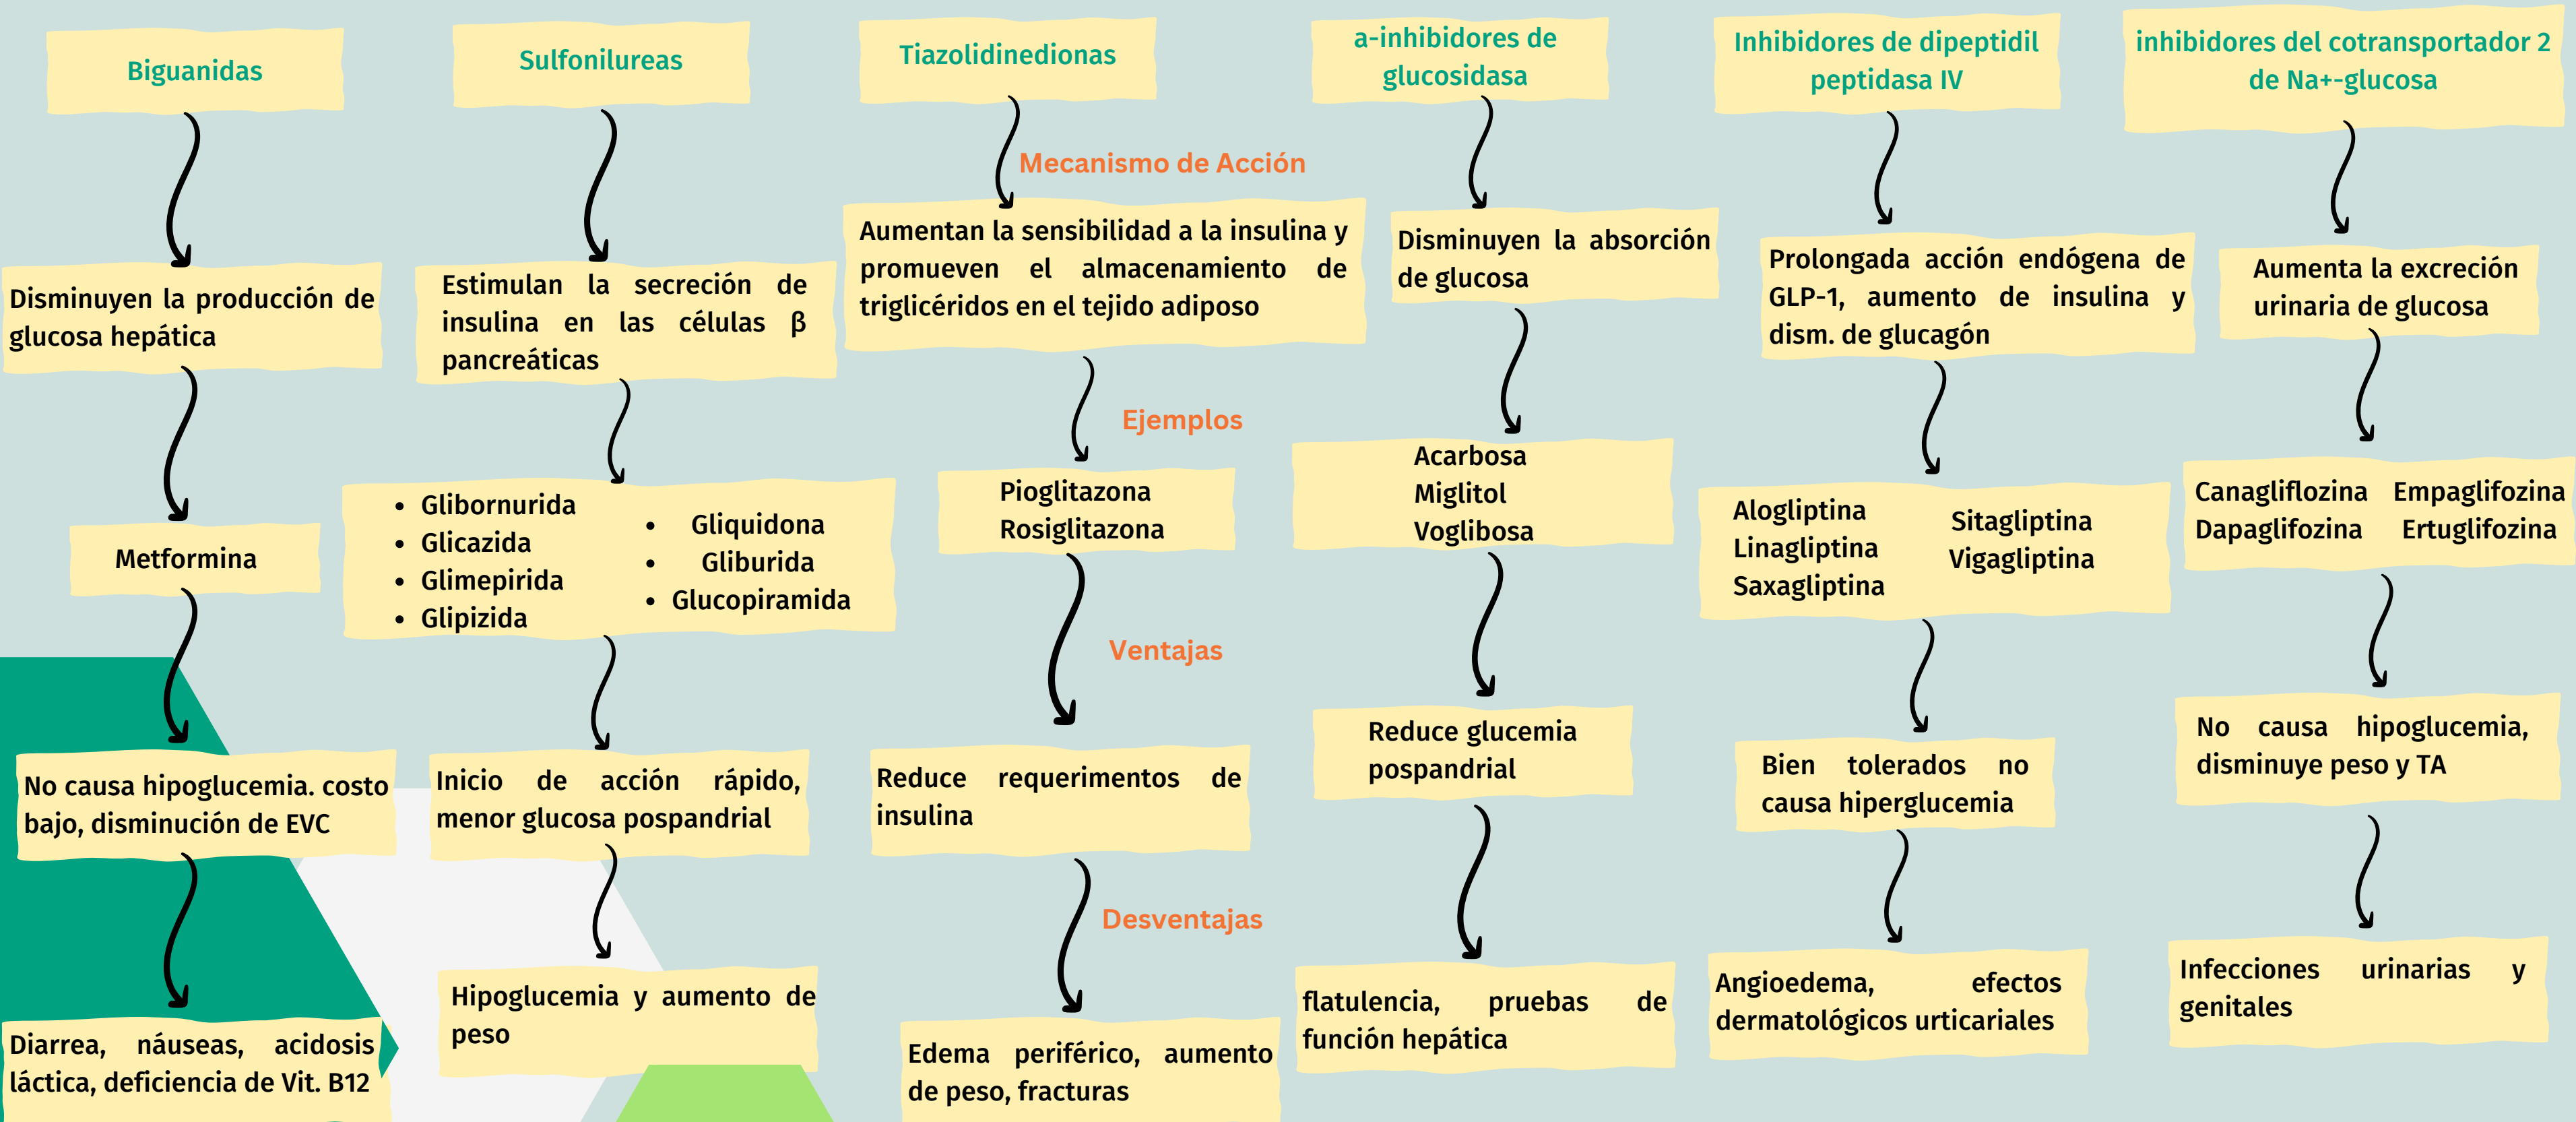 Biguanidas
Disminuyen la producción de
glucosa hepática
Metformina
No causa hipoglucemia. costo
bajo, disminución de EVC
Diarrea, náuseas, acidosis
láctica, deficiencia de Vit. B12
Sulfonilureas
Estimulan la secreción de
insulina en las células β
pancreáticas
• Glibornurida
• Glicazida
• Glimepirida
• Glipizida
• Gliquidona
• Gliburida
• Glucopiramida
Inicio de acción rápido,
menor glucosa pospandrial
Hipoglucemia y aumento de
peso
Tiazolidinedionas
Mecanismo de Acción
Aumentan la sensibilidad a la insulina y
promueven el almacenamiento de
triglicéridos en el tejido adiposo
Ejemplos
Pioglitazona
Rosiglitazona
Ventajas
Reduce requerimentos de
insulina
Desventajas
Edema periférico, aumento
de peso, fracturas
a-inhibidores de
glucosidasa
Disminuyen la absorción
de glucosa
Acarbosa
Miglitol
Voglibosa
Reduce glucemia
pospandrial
flatulencia, pruebas de
función hepática
Inhibidores de dipeptidil
peptidasa IV
Prolongada acción endógena de
GLP-1, aumento de insulina y
dism. de glucagón
Alogliptina
Linagliptina
Saxagliptina
Sitagliptina
Vigagliptina
Bien tolerados no
causa hiperglucemia
Angioedema, efectos
dermatológicos urticariales
inhibidores del cotransportador 2
de Na+-glucosa
Aumenta la excreción
urinaria de glucosa
Canagliflozina Empaglifozina
Dapaglifozina Ertuglifozina
No causa hipoglucemia,
disminuye peso y TA
Infecciones urinarias y
genitales